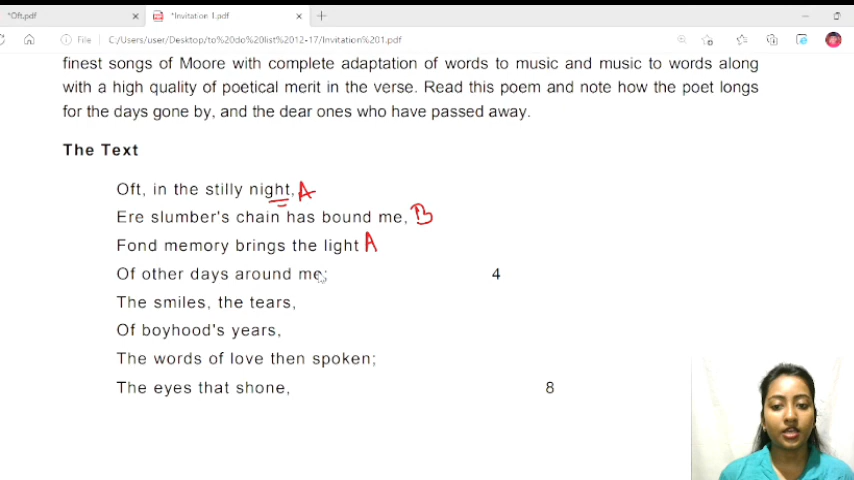 *Oft.pdf
*Invitation 1.pdf
File C:/Users/user/Desktop/to%20do%20list%2012-17/Invitation%201.pdf
finest songs of Moore with complete adaptation of words to music and music to words along
with a high quality of poetical merit in the verse. Read this poem and note how the poet longs
for the days gone by, and the dear ones who have passed away.
The Text
Oft, in the stilly night, A
Ere slumber's chain has bound me, B
Fond memory brings the light A
Of other days around me; 4
The smiles, the tears,
Of boyhood's years,
The words of love then spoken;
The eyes that shone, 8